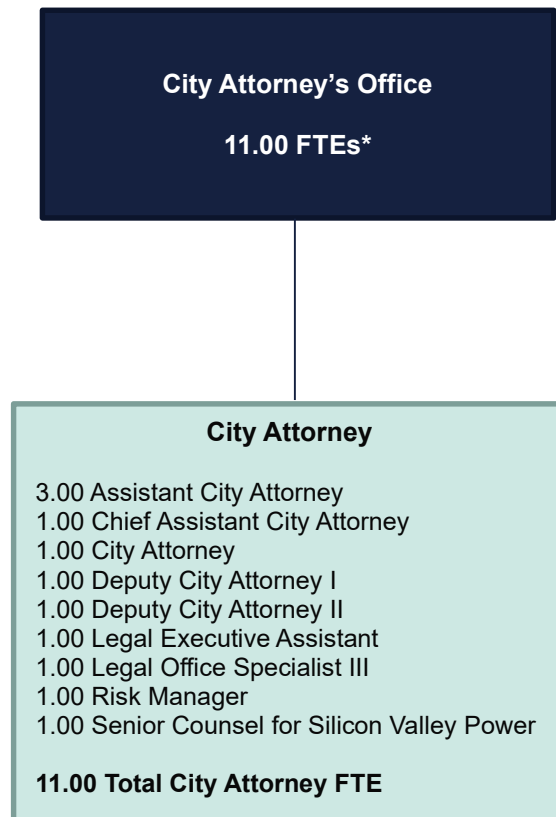 City Attorney’s Office
11.00 FTEs*
City Attorney
3.00 Assistant City Attorney
1.00 Chief Assistant City Attorney
1.00 City Attorney
1.00 Deputy City Attorney I
1.00 Deputy City Attorney II
1.00 Legal Executive Assistant
1.00 Legal Office Specialist III
1.00 Risk Manager
1.00 Senior Counsel for Silicon Valley Power
11.00 Total City Attorney FTE